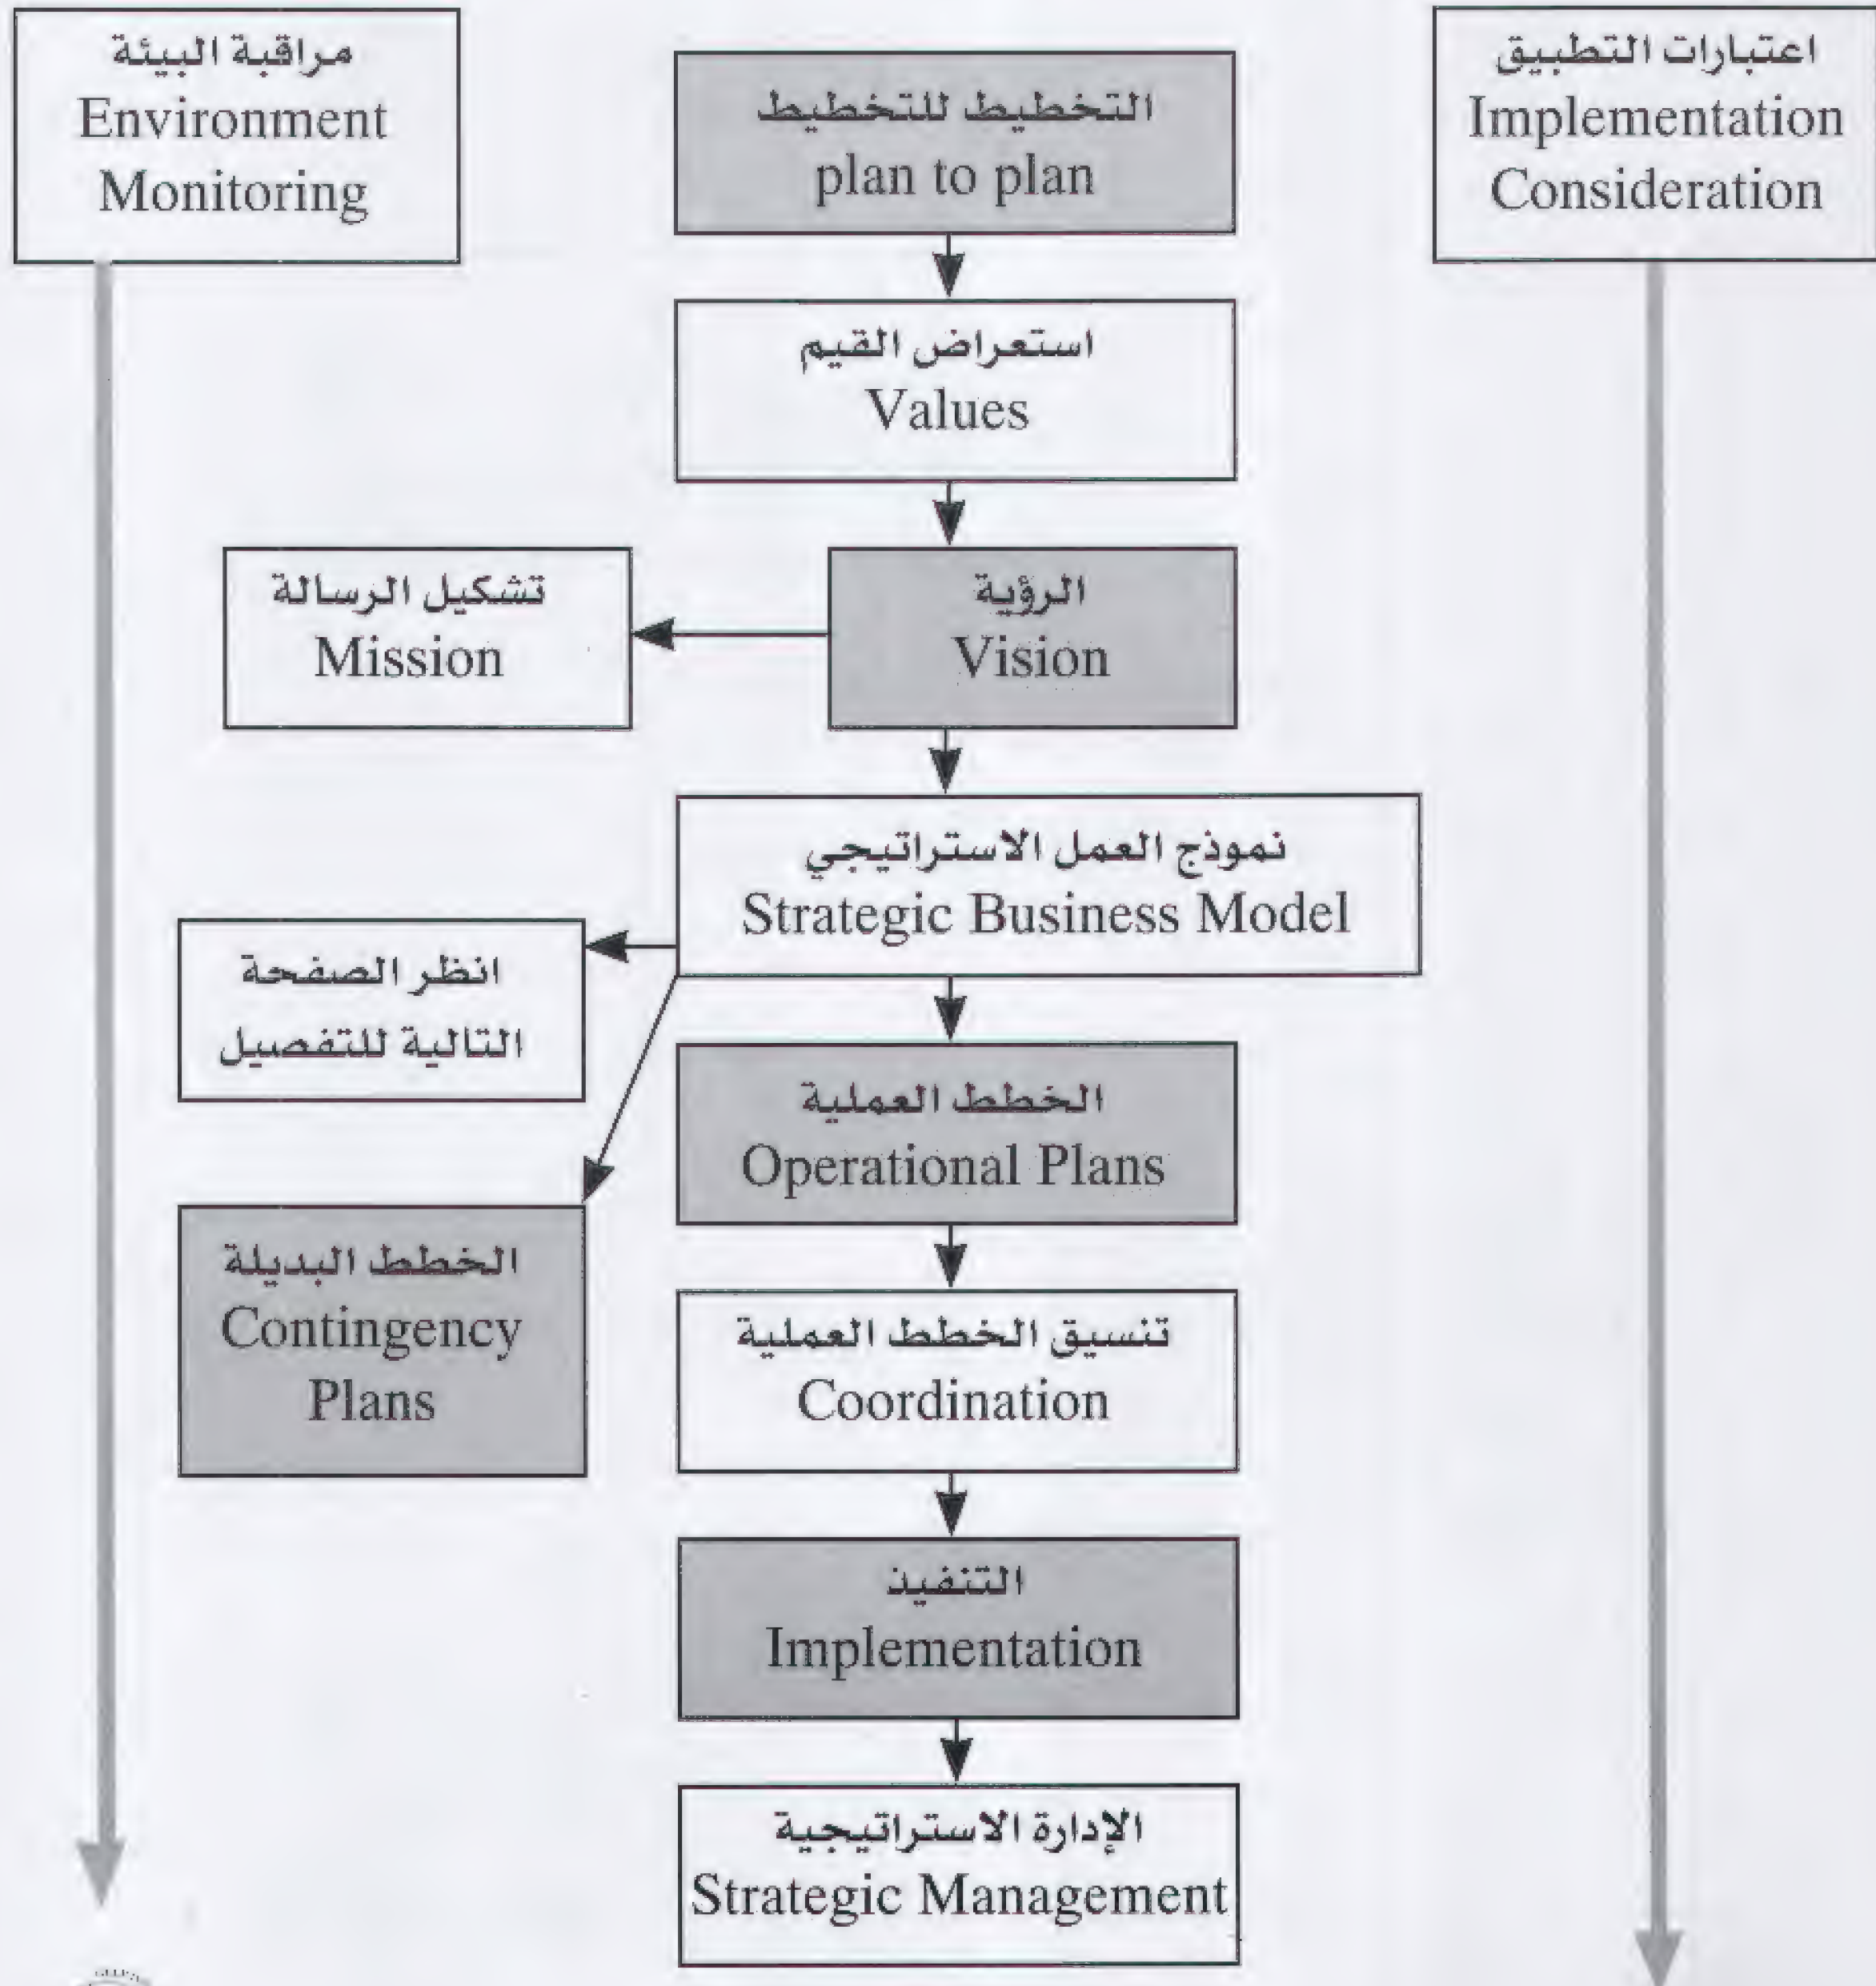 مراقبة البيئة
Environment
Monitoring
التخطيط للتخطيط
plan to plan
اعتبارات التطبيق
Implementation
Consideration
استعراض القيم
Values
الرؤية
Vision
تشكيل الرسالة
Mission
نموذج العمل الاستراتيجي
Strategic Business Model
انظر الصفحة
التالية للتفصيل
الخطط العملية
Operational Plans
الخطط البديلة
Contingency
Plans
تنسيق الخطط العملية
Coordination
التنفيذ
Implementation
الإدارة الاستراتيجية
Strategic Management